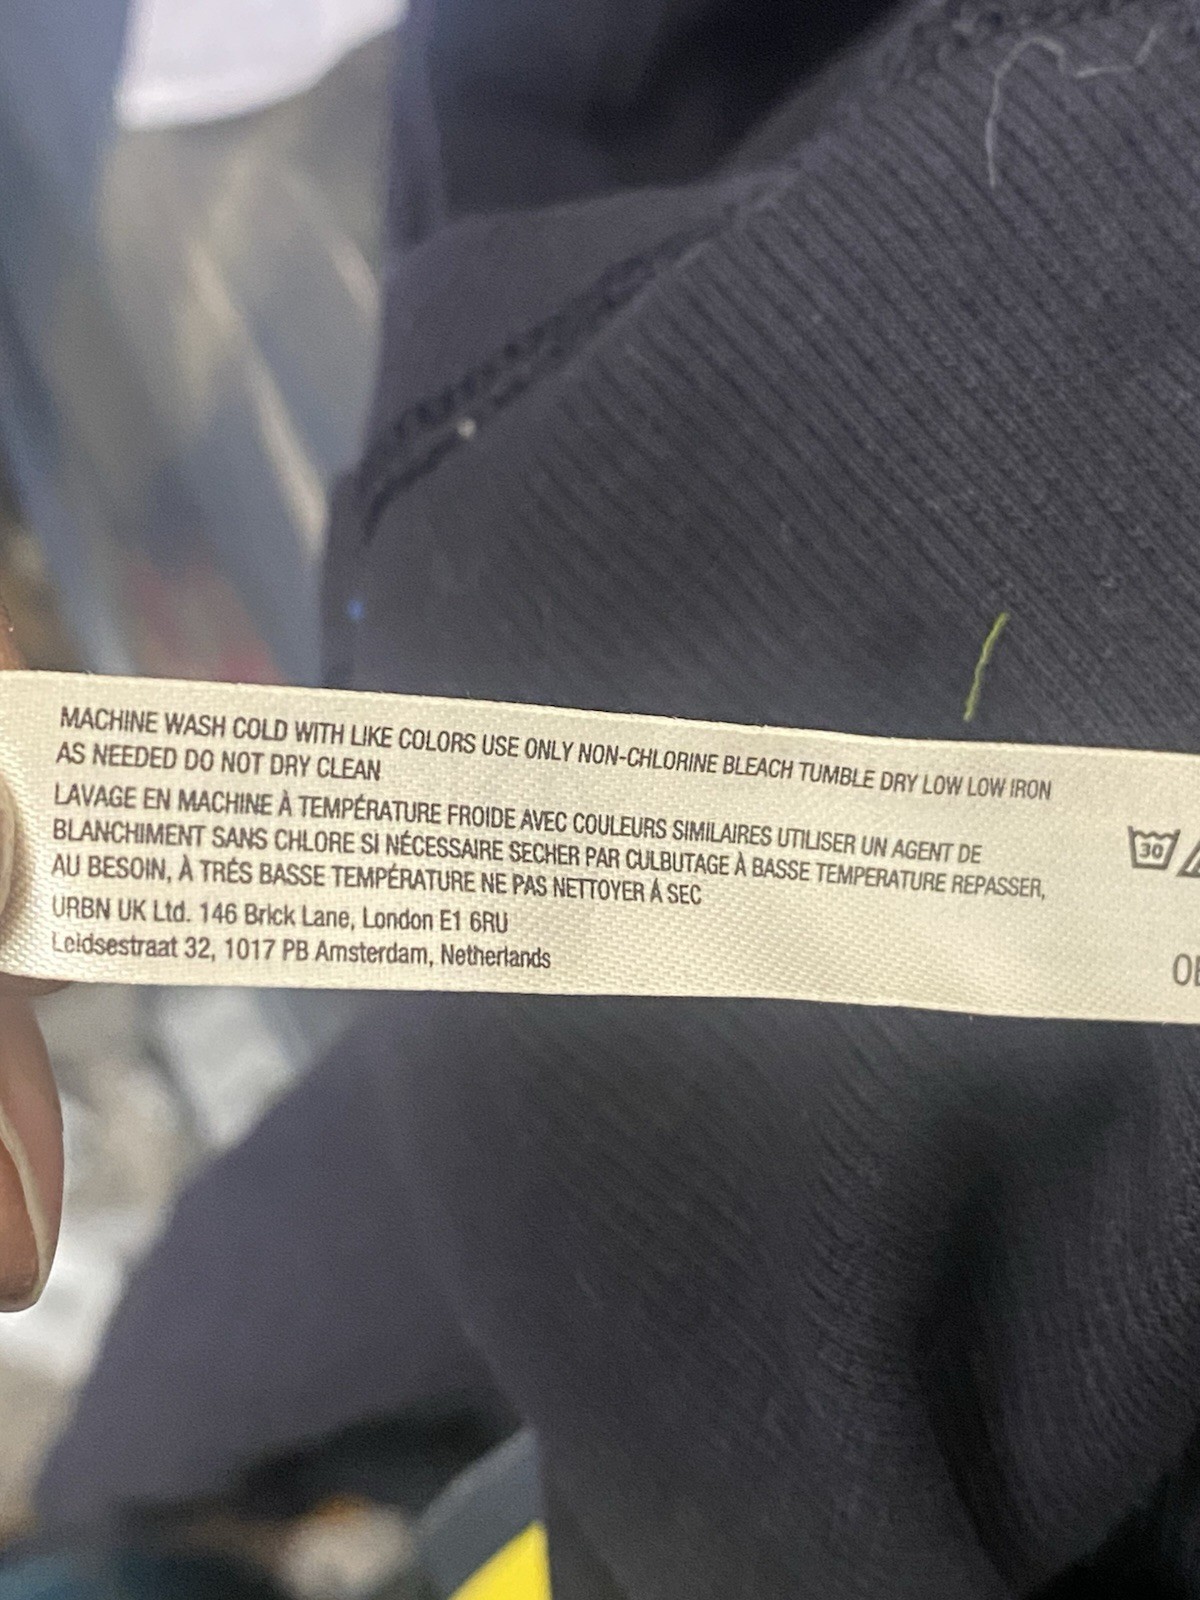 MACHINE WASH COLD WITH LIKE COLORS USE ONLY NON-CHLORINE BLEACH TUMBLE DRY LOW LOW IRON
AS NEEDED DO NOT DRY CLEAN
LAVAGE EN MACHINE À TEMPÉRATURE FROIDE AVEC COULEURS SIMILAIRES UTILISER UN AGENT DE
BLANCHIMENT SANS CHLORE SI NÉCESSAIRE SECHER PAR CULBUTAGE À BASSE TEMPERATURE REPASSER,
AU BESOIN, À TRÉS BASSE TEMPÉRATURE NE PAS NETTOYER Á SEC
URBN UK Ltd. 146 Brick Lane, London E1 6RU
Leidsestraat 32, 1017 PB Amsterdam, Netherlands
30